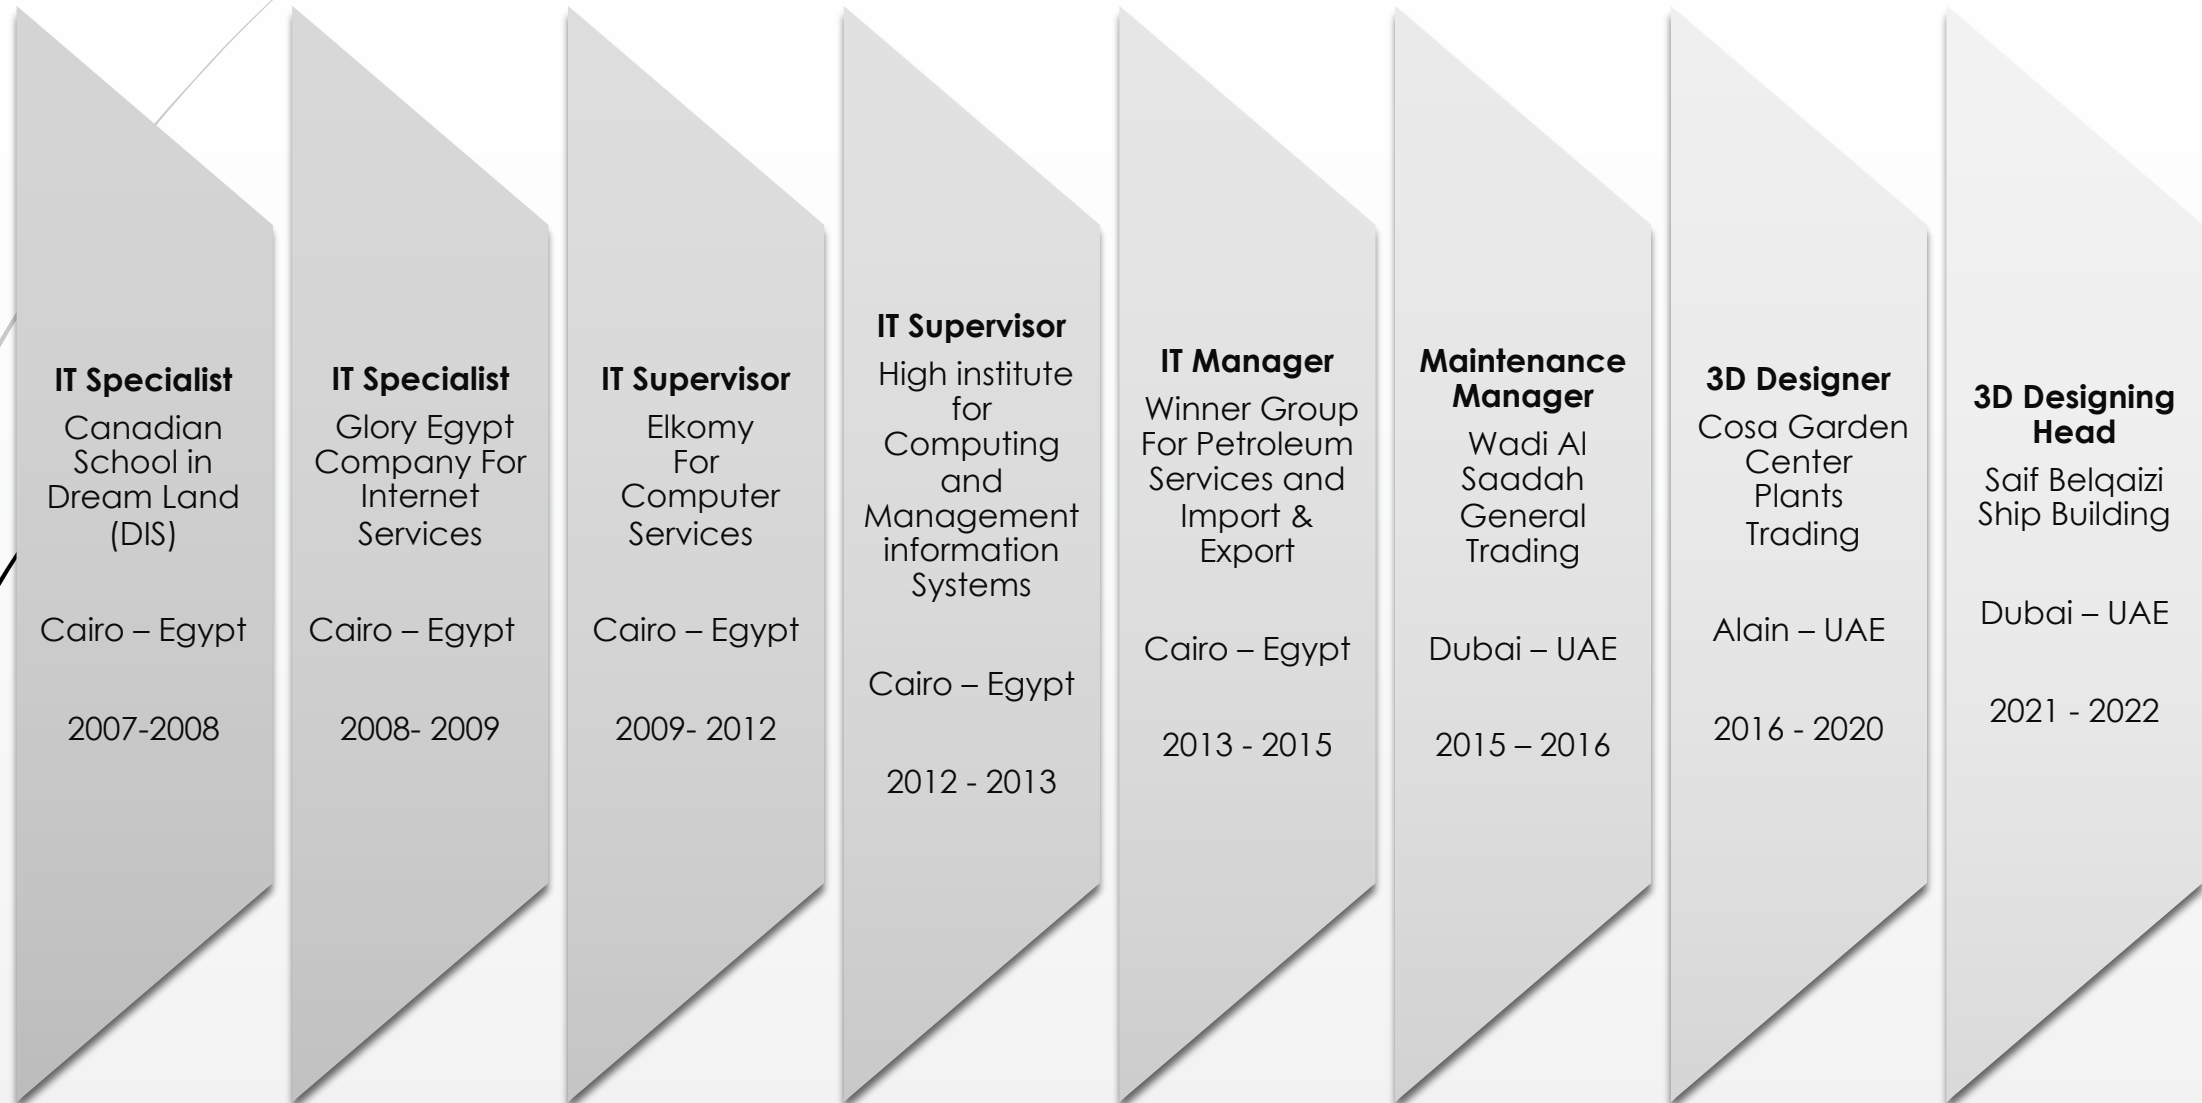 IT Specialist
Canadian
School in
Dream Land
(DIS)
Cairo – Egypt
2007-2008
IT Specialist
Glory Egypt
Company For
Internet
Services
Cairo – Egypt
2008- 2009
IT Supervisor
Elkomy
For
Computer
Services
Cairo – Egypt
2009- 2012
IT Supervisor
High institute
for
Computing
and
Management
information
Systems
Cairo – Egypt
2012 - 2013
IT Manager
Winner Group
For Petroleum
Services and
Import &
Export
Cairo – Egypt
2013 - 2015
Maintenance
Manager
Wadi Al
Saadah
General
Trading
Dubai – UAE
2015 – 2016
3D Designer
Cosa Garden
Center
Plants
Trading
Alain – UAE
2016 - 2020
3D Designing
Head
Saif Belqaizi
Ship Building
Dubai – UAE
2021 - 2022